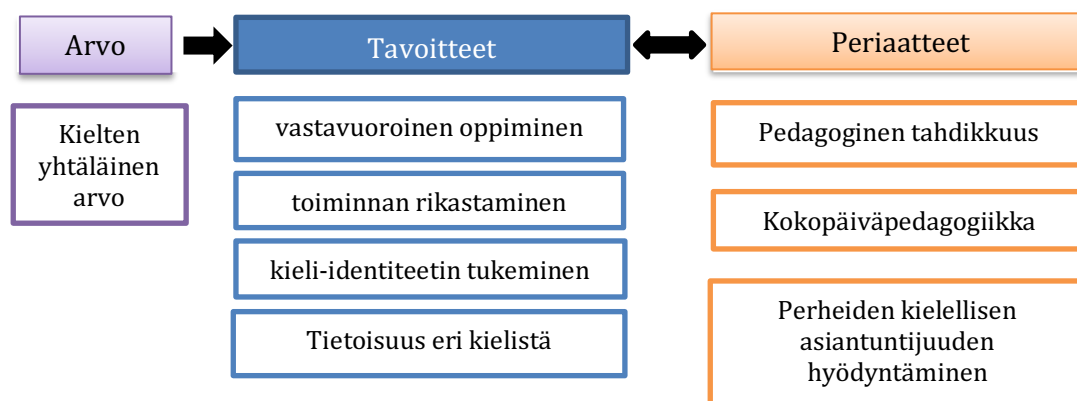 Arvo
Kielten
yhtäläinen
arvo
Tavoitteet
vastavuoroinen oppiminen
toiminnan rikastaminen
kieli-identiteetin tukeminen
Tietoisuus eri kielistä
Periaatteet
Pedagoginen tahdikkuus
Kokopäiväpedagogiikka
Perheiden kielellisen
asiantuntijuuden
hyödyntäminen